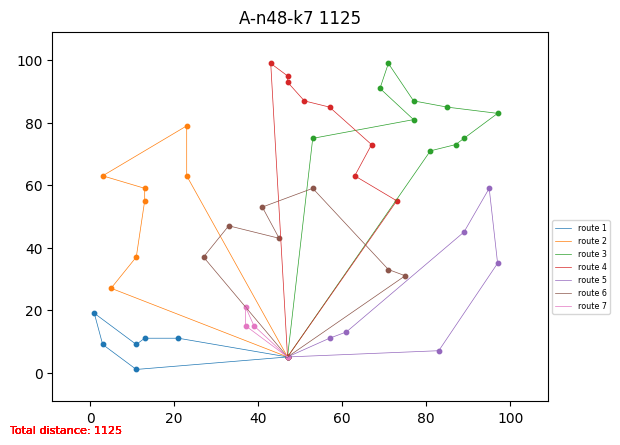 A-n48-k7 1125
100
80
60
40
20
0
0 20 40 60 80 100
route 1
route 2
route 3
route 4
route 5
route 6
route 7
Total distance: 1125